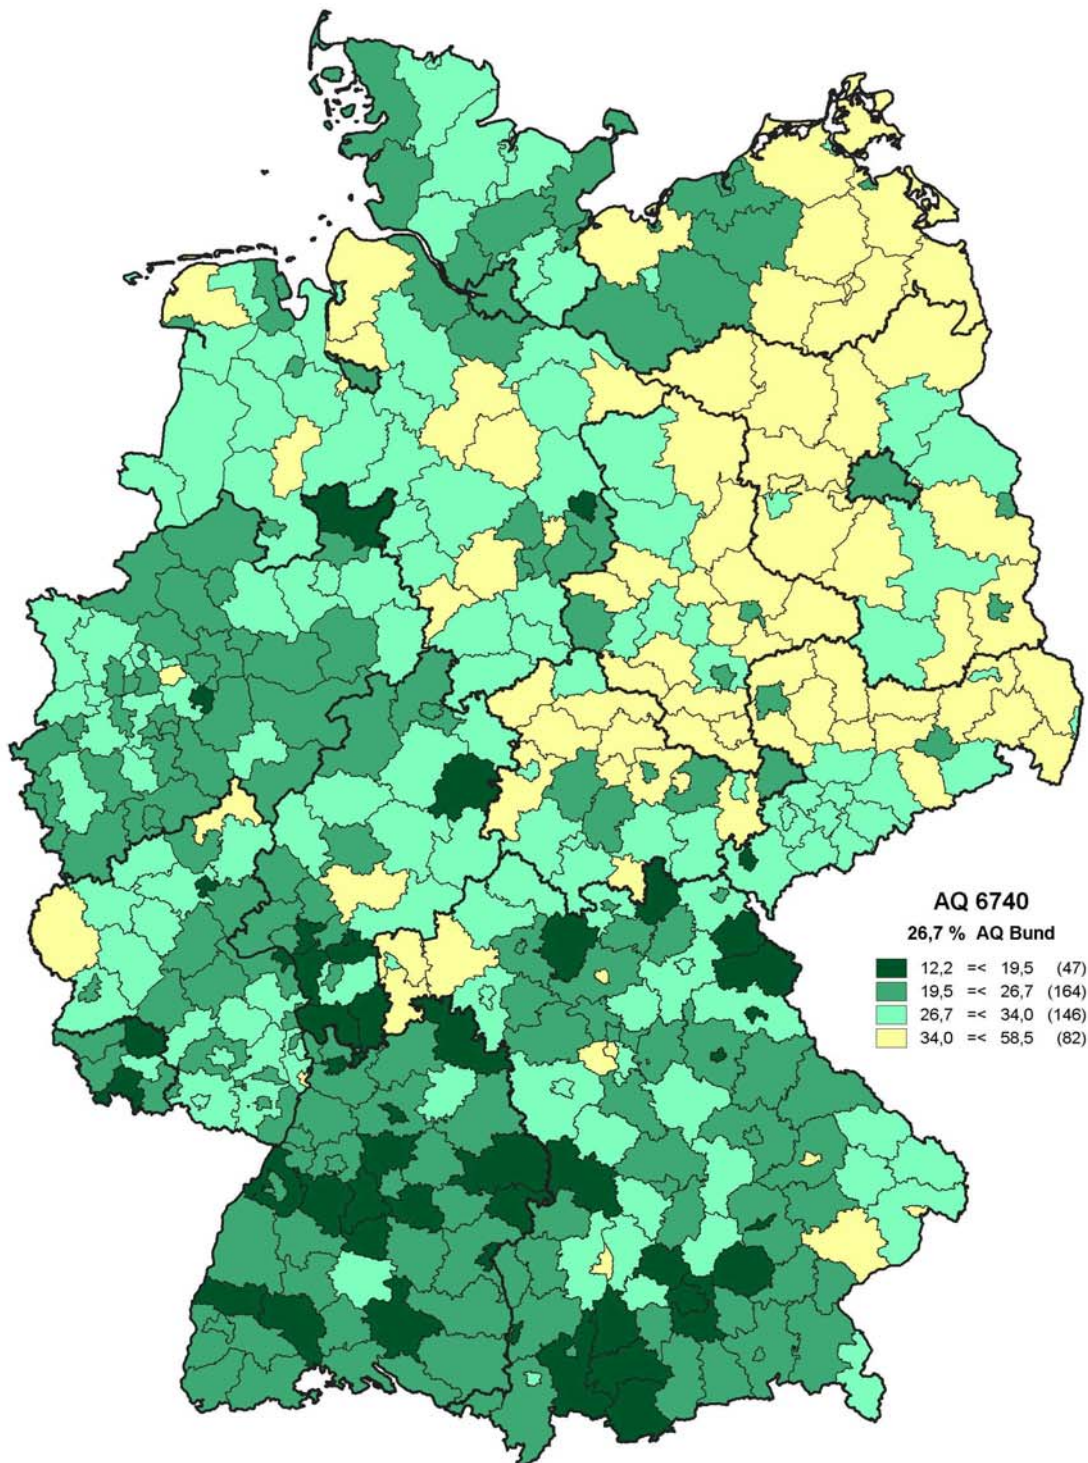 AQ 6740
26,7 % AQ Bund
12,2 =< 19,5 (47)
19,5 =< 26,7 (164)
26,7 =< 34,0 (146)
34,0 =< 58,5 (82)